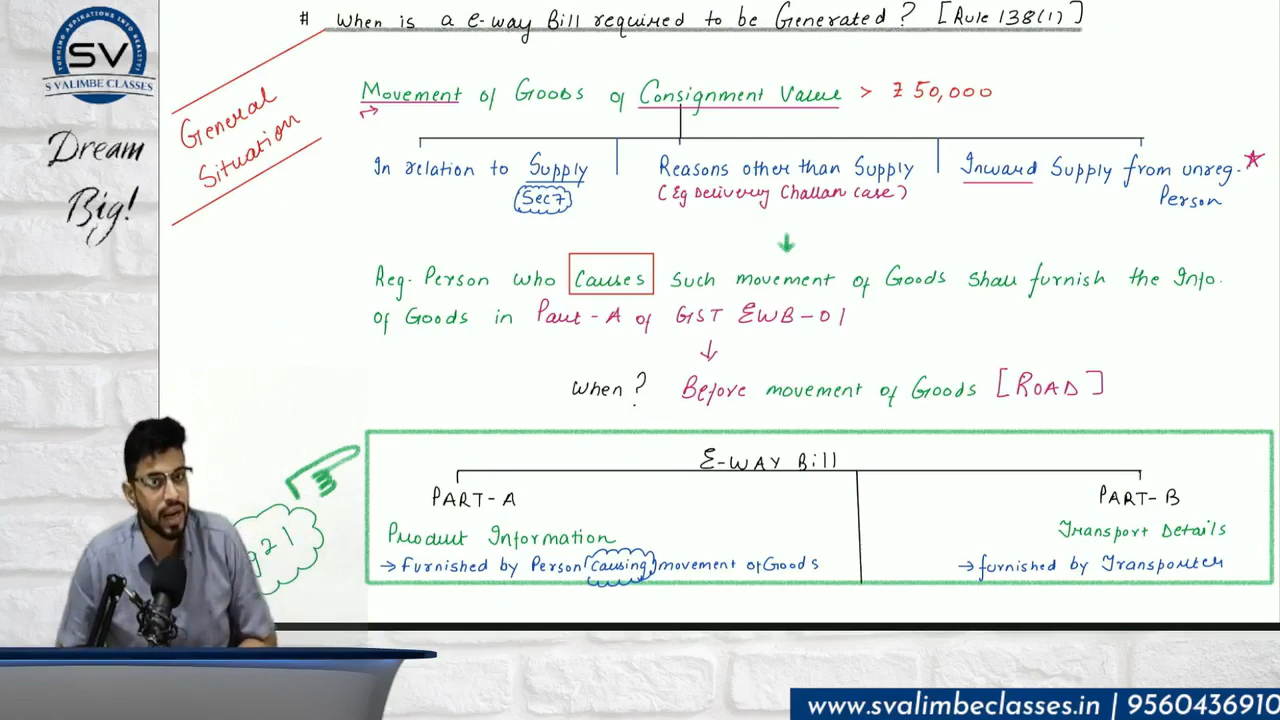 # When is a e-way Bill required to be Generated? [Rule 138(1)]
TURNING ASPIRATIONS INTO REALITY!
SV
S VALIMBE CLASSES
Dream
Big!
General
Situation
Movement of Goods of Consignment Value > ₹ 50,000
In relation to Supply
(Sec 7)
Reasons other than Supply
(Eg Delivery Challan case)
Inward Supply from unreg.
Person
Reg. Person who Causes Such movement of Goods shall furnish the Info.
of Goods in Part-A of GST EWB-01
When? Before movement of Goods [ROAD]
E-WAY Bill
PART-A
Product Information
→ Furnished by Person Causing movement of Goods
PART-B
Transport Details
→ furnished by Transporter
www.svalimbeclasses.in | 9560436910